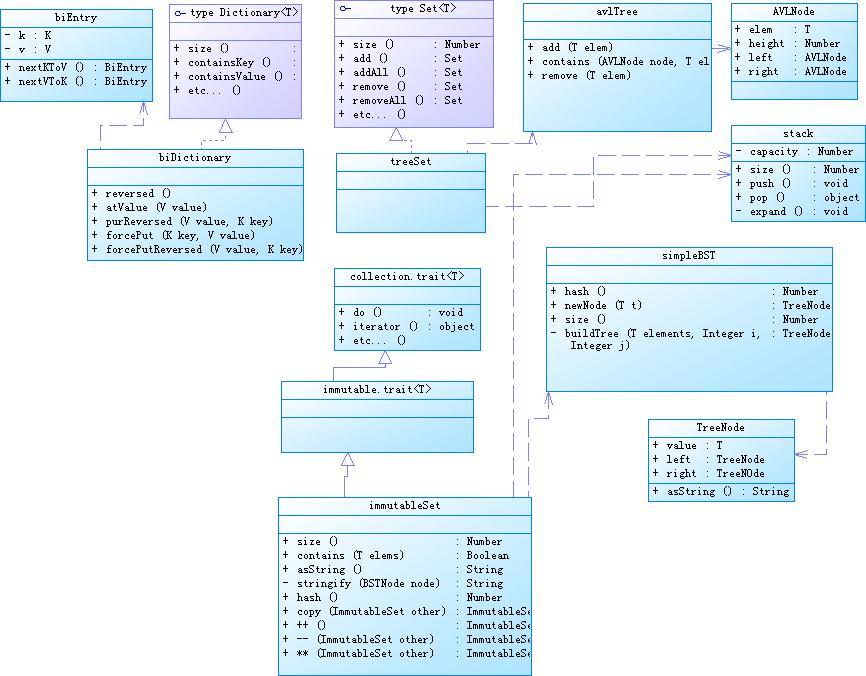 biEntry
- k : K
- v : V
+ nextKToV () : BiEntry
+ nextVToK () : BiEntry
type Dictionary<T>
+ size () :
+ containsKey () :
+ containsValue () :
+ etc... ()
type Set<T>
+ size () : Number
+ add () : Set
+ addAll () : Set
+ remove () : Set
+ removeAll () : Set
+ etc... ()
avlTree
+ add (T elem)
+ contains (AVLNode node, T el
+ remove (T elem)
AVLNode
+ elem : T
+ height : Number
+ left : AVLNode
+ right : AVLNode
biDictionary
+ reversed ()
+ atValue (V value)
+ purReversed (V value, K key)
+ forcePut (K key, V value)
+ forcePutReversed (V value, K key)
treeSet
stack
- capacity : Number
+ size () : Number
+ push () : void
+ pop () : object
- expand () : void
collection.trait<T>
+ do () : void
+ iterator () : object
+ etc... ()
simpleBST
+ hash () : Number
+ newNode (T t) : TreeNode
+ size () : Number
- buildTree (T elements, Integer i, : TreeNode
Integer j)
immutable.trait<T>
TreeNode
+ value : T
+ left : TreeNode
+ right : TreeNOde
+ asString () : String
immutableSet
+ size () : Number
+ contains (T elems) : Boolean
+ asString () : String
- stringify (BSTNode node) : String
+ hash () : Number
+ copy (ImmutableSet other) : ImmutableSe
+ ++ () : ImmutableSe
+ -- (ImmutableSet other) : ImmutableSe
+ ** (ImmutableSet other) : ImmutableSe